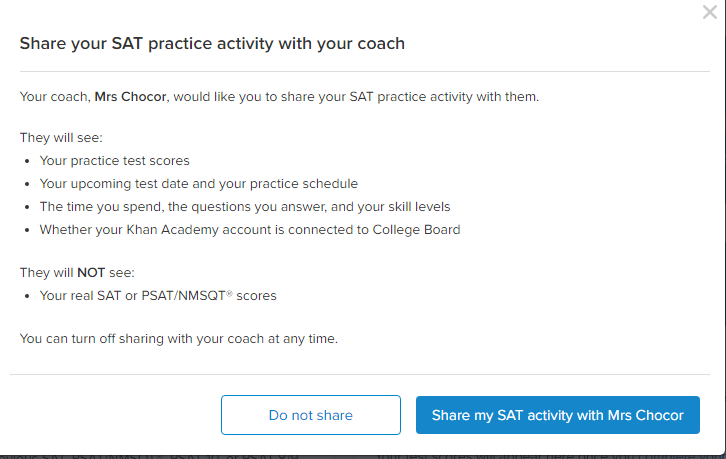 Share your SAT practice activity with your coach
Your coach, Mrs Chocor, would like you to share your SAT practice activity with them.
They will see:
• Your practice test scores
• Your upcoming test date and your practice schedule
• The time you spend, the questions you answer, and your skill levels
• Whether your Khan Academy account is connected to College Board
They will NOT see:
• Your real SAT or PSAT/NMSQT® scores
You can turn off sharing with your coach at any time.
Do not share
Share my SAT activity with Mrs Chocor